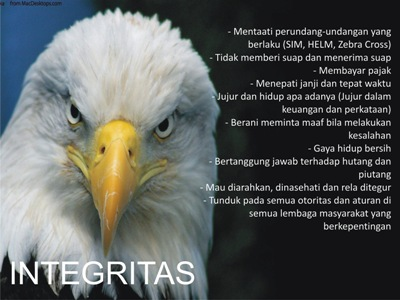 from MacDesktops.com
- Mentaati perundang-undangan yang
berlaku (SIM, HELM, Zebra Cross)
- Tidak memberi suap dan menerima suap
- Membayar pajak
- Menepati janji dan tepat waktu
- Jujur dan hidup apa adanya (Jujur dalam
keuangan dan perkataan)
- Berani meminta maaf bila melakukan
kesalahan
- Gaya hidup bersih
- Bertanggung jawab terhadap hutang dan
piutang
- Mau diarahkan, dinasehati dan rela ditegur
- Tunduk pada semua otoritas dan aturan di
semua lembaga masyarakat yang
berkepentingan
INTEGRITAS